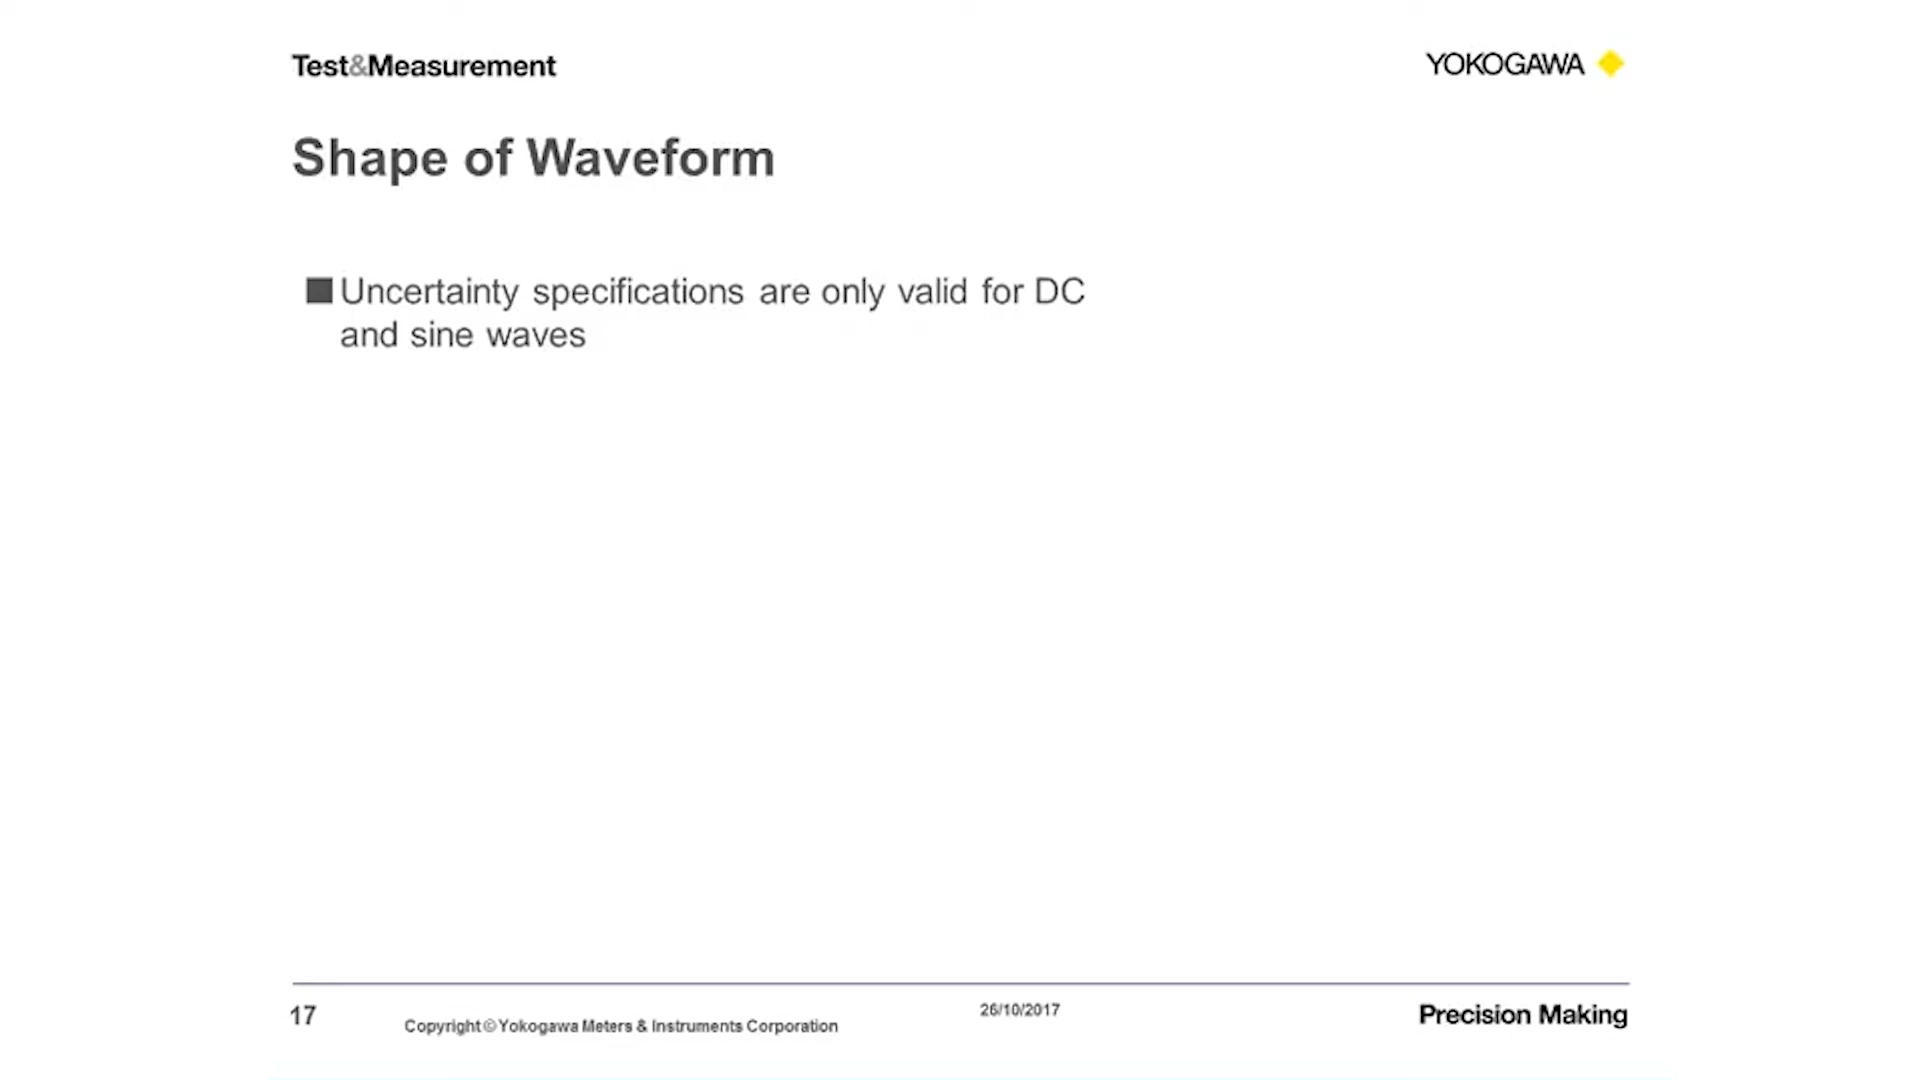 Test&Measurement
YOKOGAWA
Shape of Waveform
Uncertainty specifications are only valid for DC
and sine waves
17
Copyright © Yokogawa Meters & Instruments Corporation
26/10/2017
Precision Making